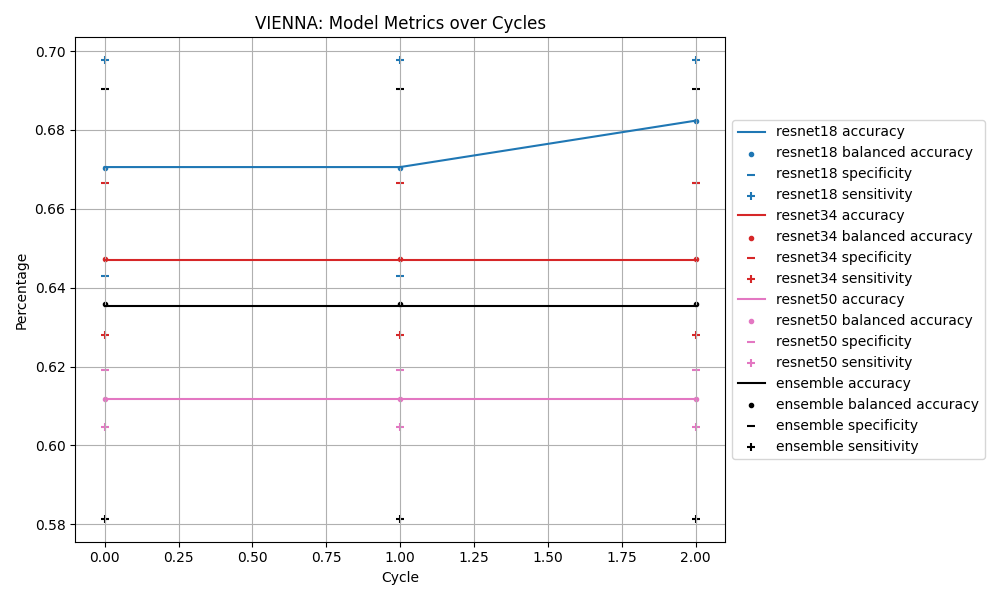 VIENNA: Model Metrics over Cycles
Percentage
0.70
0.68
0.66
0.64
0.62
0.60
0.58
0.00 0.25 0.50 0.75 1.00 1.25 1.50 1.75 2.00
Cycle
resnet18 accuracy
resnet18 balanced accuracy
resnet18 specificity
resnet18 sensitivity
resnet34 accuracy
resnet34 balanced accuracy
resnet34 specificity
resnet34 sensitivity
resnet50 accuracy
resnet50 balanced accuracy
resnet50 specificity
resnet50 sensitivity
ensemble accuracy
ensemble balanced accuracy
ensemble specificity
ensemble sensitivity